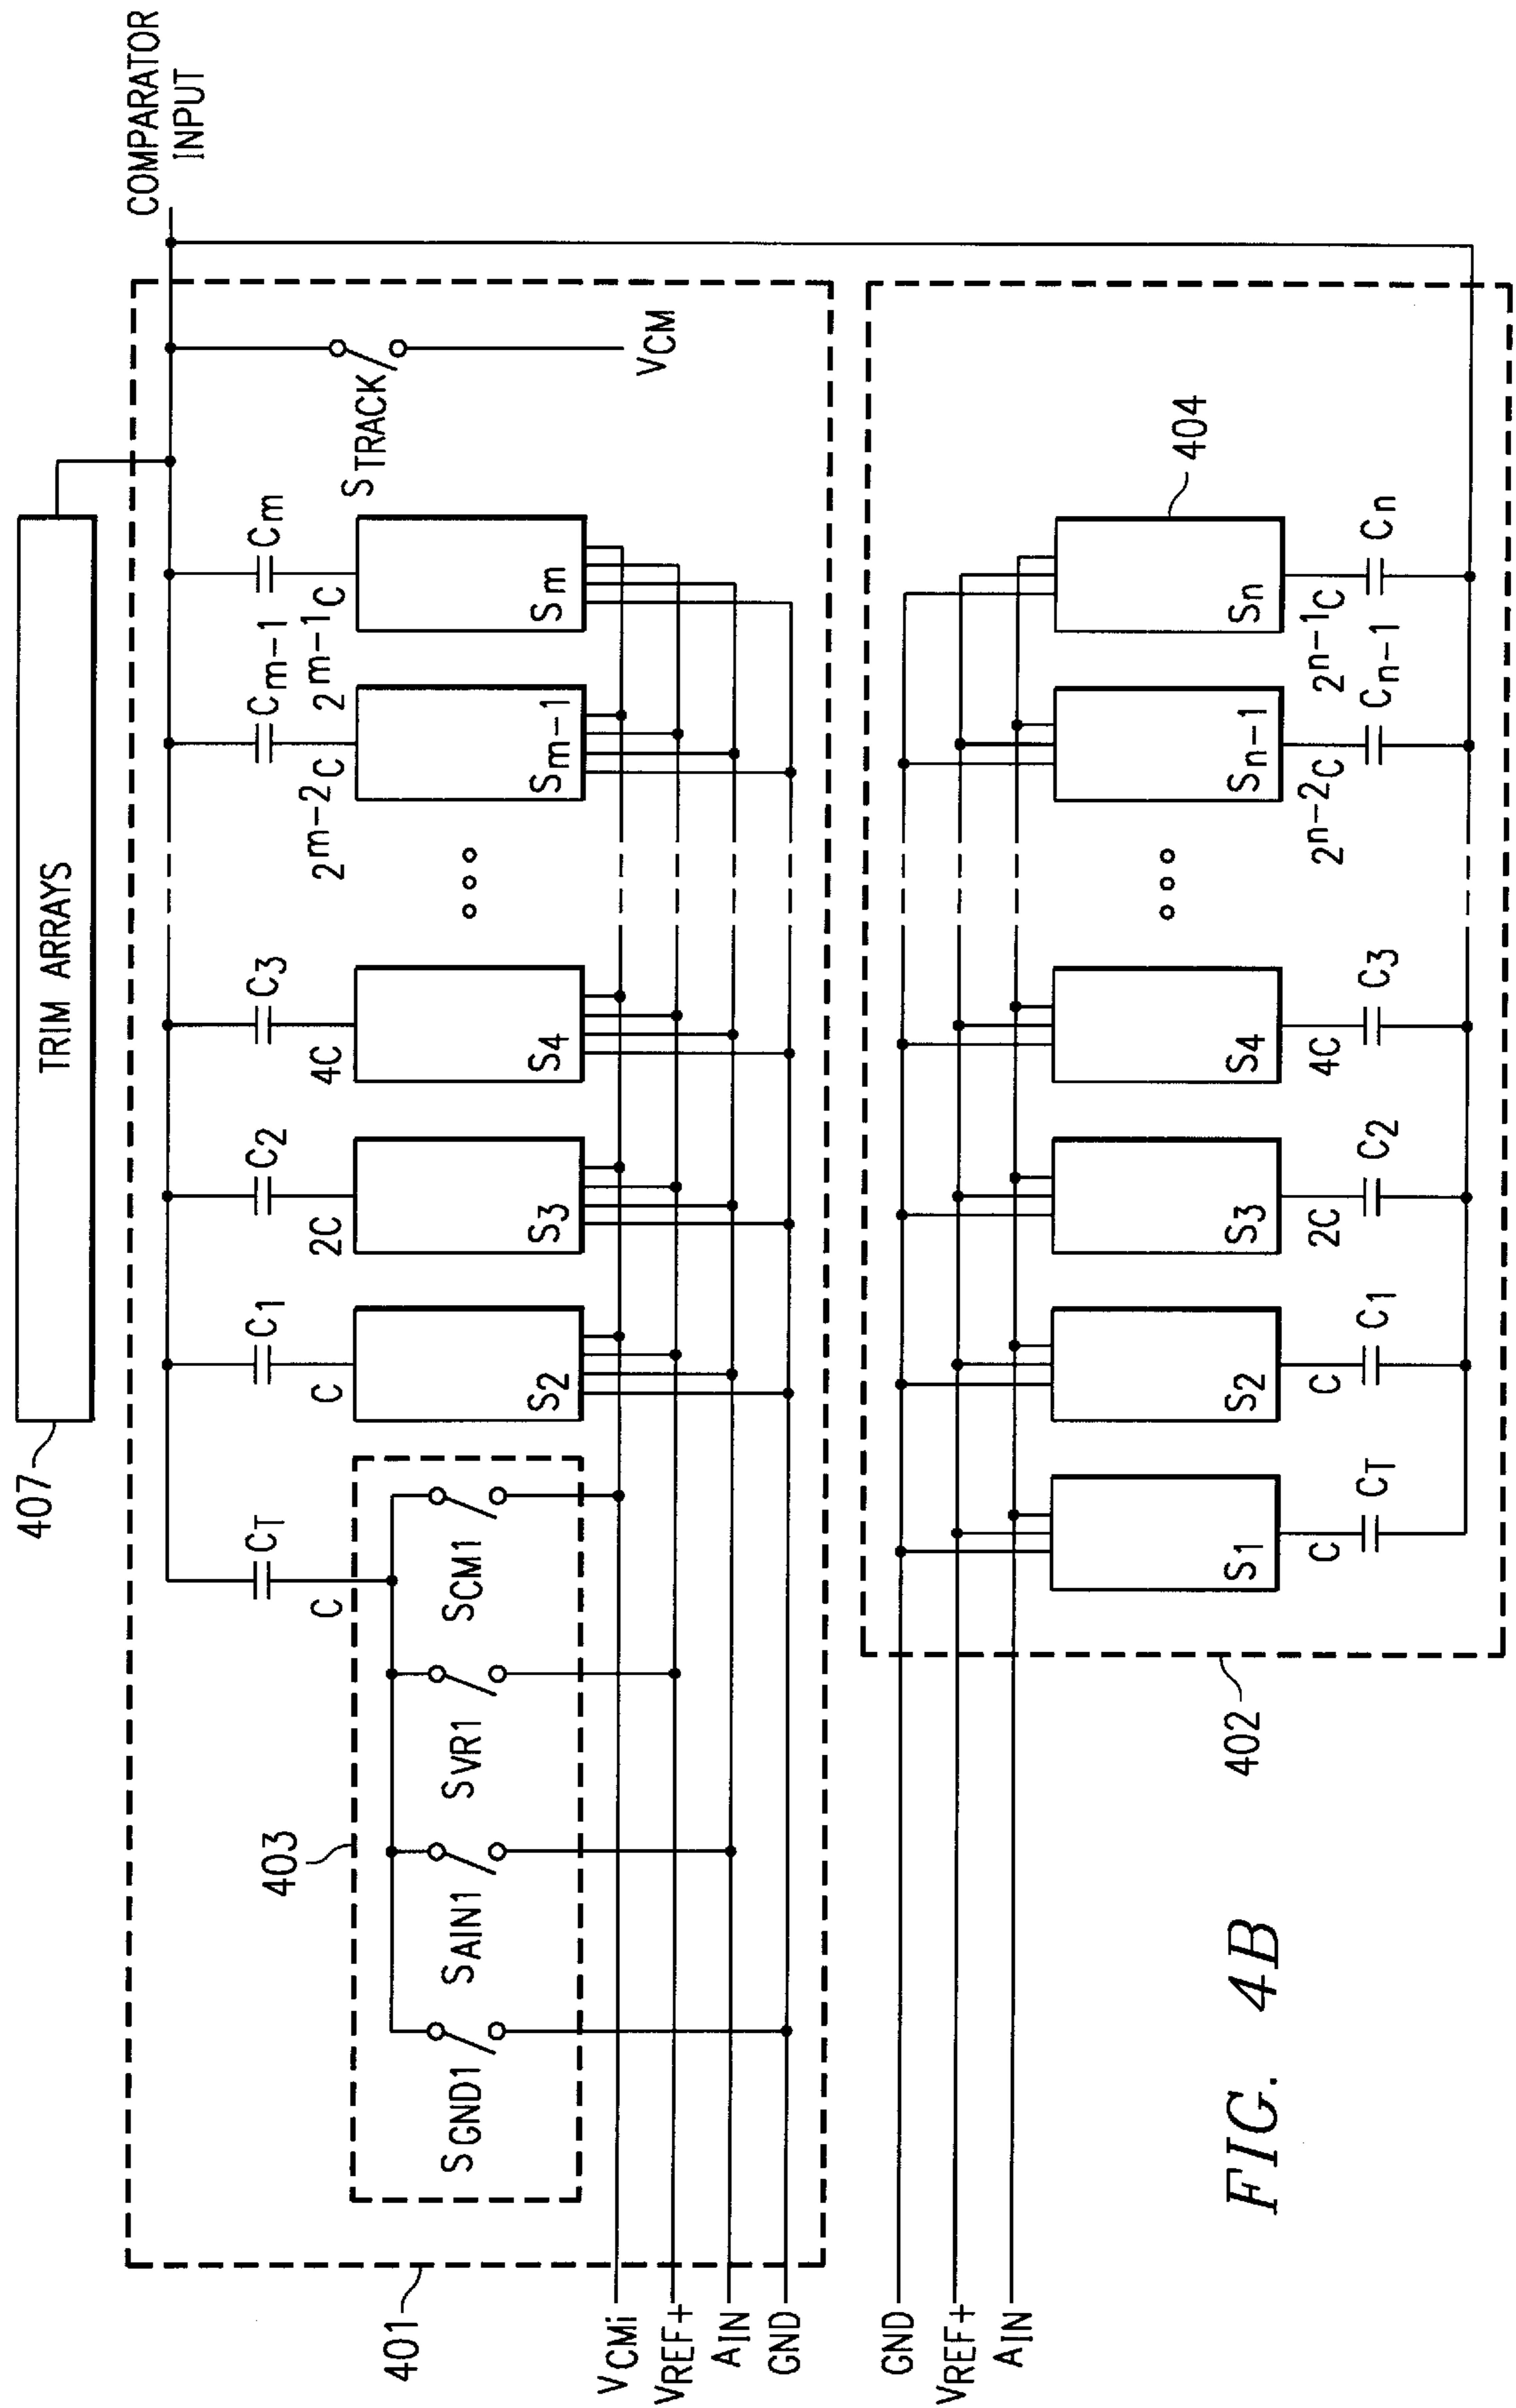 407
TRIM ARRAYS
COMPARATOR
INPUT
401
CT
C
C1
C
C2
2C
C3
4C
Cm-1
2m-2C
Cm
2m-1C
STRACK
VCM
403
SGND1
SAIN1
SVR1
SCM1
S2
S3
S4
Sm-1
Sm
VCMi
VREF+
AIN
GND
GND
VREF+
AIN
402
404
S1
S2
S3
S4
Sn-1
Sn
C
CT
C
C1
2C
C2
4C
C3
2n-2C
Cn-1
2n-1C
Cn
FIG. 4B